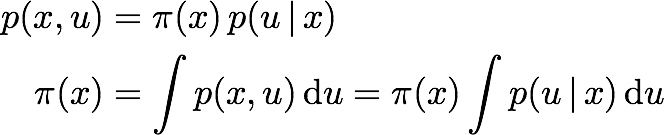 p(x, u) = π(x) p(u | x)
π(x) = ∫ p(x, u) du = π(x) ∫ p(u | x) du